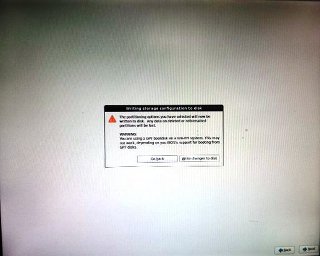 Writing storage configuration to disk
The partitioning options you have selected will now be
written to disk. Any data on deleted or reformatted
partitions will be lost.
WARNING:
You are using a GPT bootdisk on a non-EFI system. This may
not work, depending on you BIOS's support for booting from
GPT disks.
Go back
Write changes to disk
Back
Next